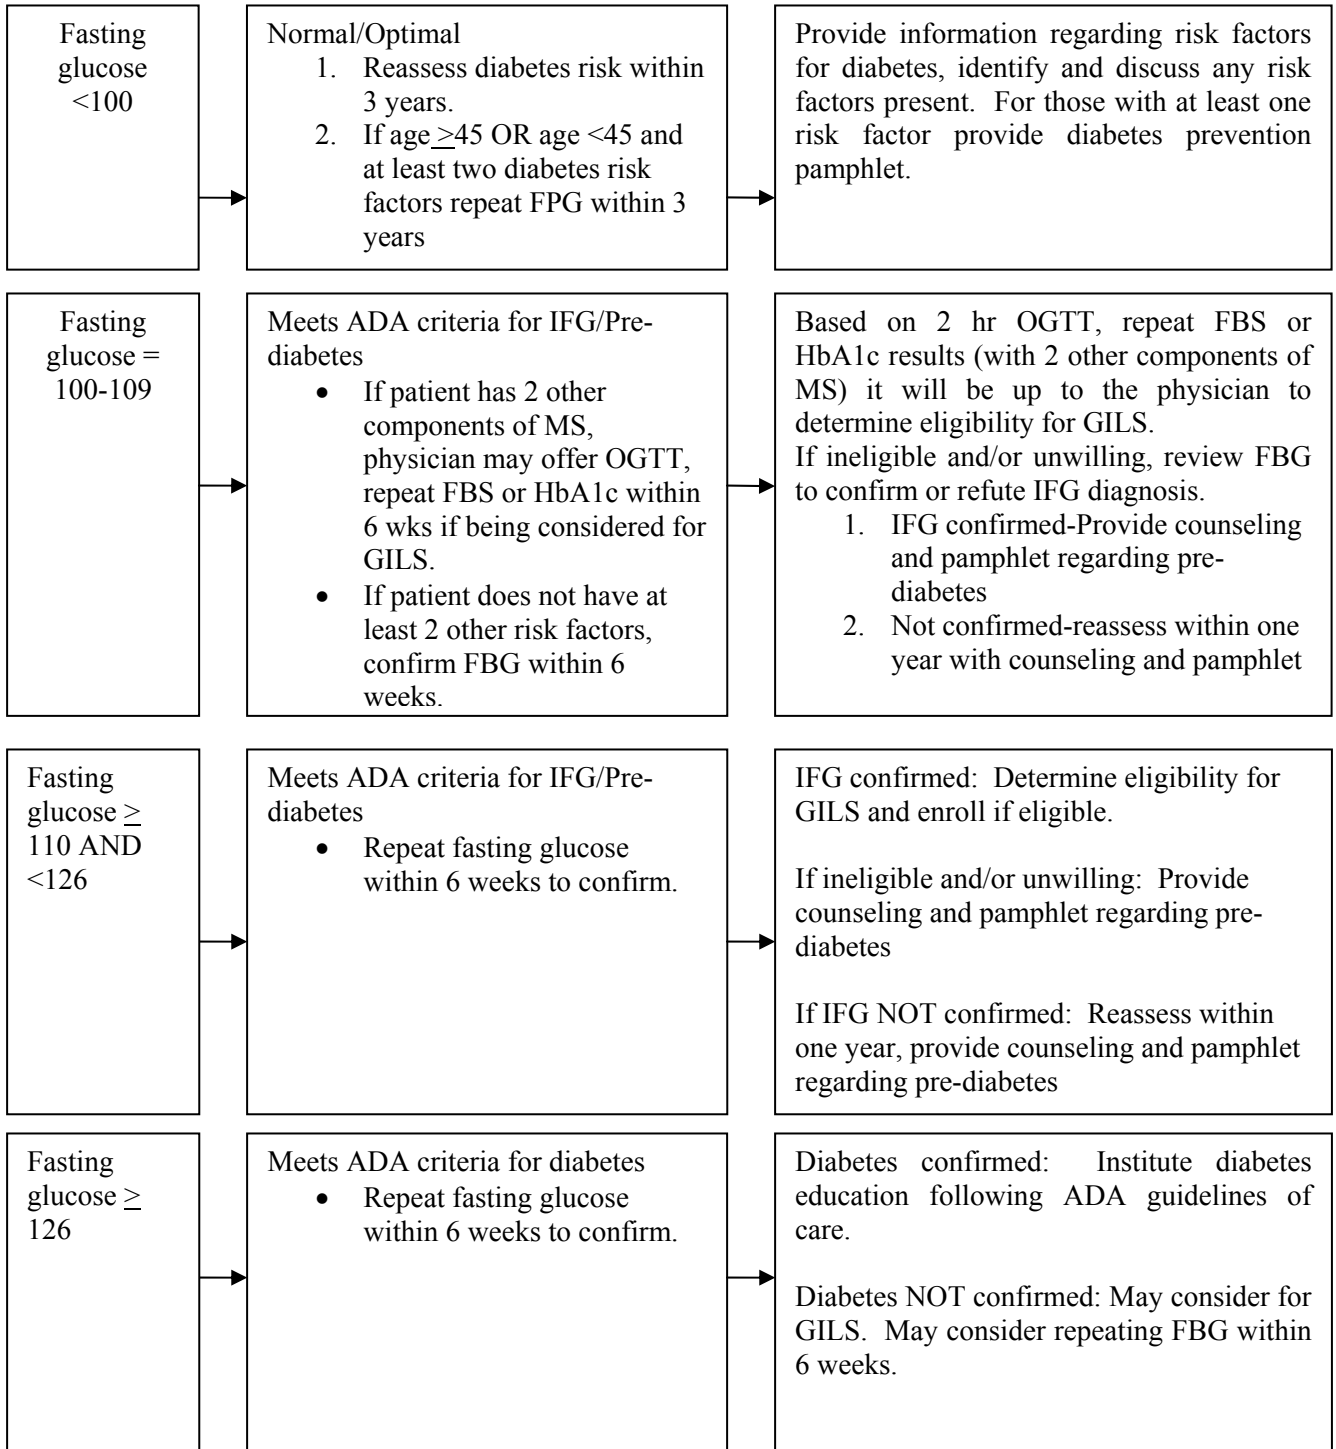 Fasting
glucose
<100
Normal/Optimal
1. Reassess diabetes risk within
3 years.
2. If age >45 OR age <45 and
at least two diabetes risk
factors repeat FPG within 3
years
Provide information regarding risk factors
for diabetes, identify and discuss any risk
factors present. For those with at least one
risk factor provide diabetes prevention
pamphlet.
Fasting
glucose =
100-109
Meets ADA criteria for IFG/Pre-
diabetes
• If patient has 2 other
components of MS,
physician may offer OGTT,
repeat FBS or HbA1c within
6 wks if being considered for
GILS.
• If patient does not have at
least 2 other risk factors,
confirm FBG within 6
weeks.
Based on 2 hr OGTT, repeat FBS or
HbA1c results (with 2 other components of
MS) it will be up to the physician to
determine eligibility for GILS.
If ineligible and/or unwilling, review FBG
to confirm or refute IFG diagnosis.
1. IFG confirmed-Provide counseling
and pamphlet regarding pre-
diabetes
2. Not confirmed-reassess within one
year with counseling and pamphlet
Fasting
glucose >
110 AND
<126
Meets ADA criteria for IFG/Pre-
diabetes
• Repeat fasting glucose
within 6 weeks to confirm.
IFG confirmed: Determine eligibility for
GILS and enroll if eligible.
If ineligible and/or unwilling: Provide
counseling and pamphlet regarding pre-
diabetes
If IFG NOT confirmed: Reassess within
one year, provide counseling and pamphlet
regarding pre-diabetes
Fasting
glucose >
126
Meets ADA criteria for diabetes
• Repeat fasting glucose
within 6 weeks to confirm.
Diabetes confirmed: Institute diabetes
education following ADA guidelines of
care.
Diabetes NOT confirmed: May consider for
GILS. May consider repeating FBG within
6 weeks.